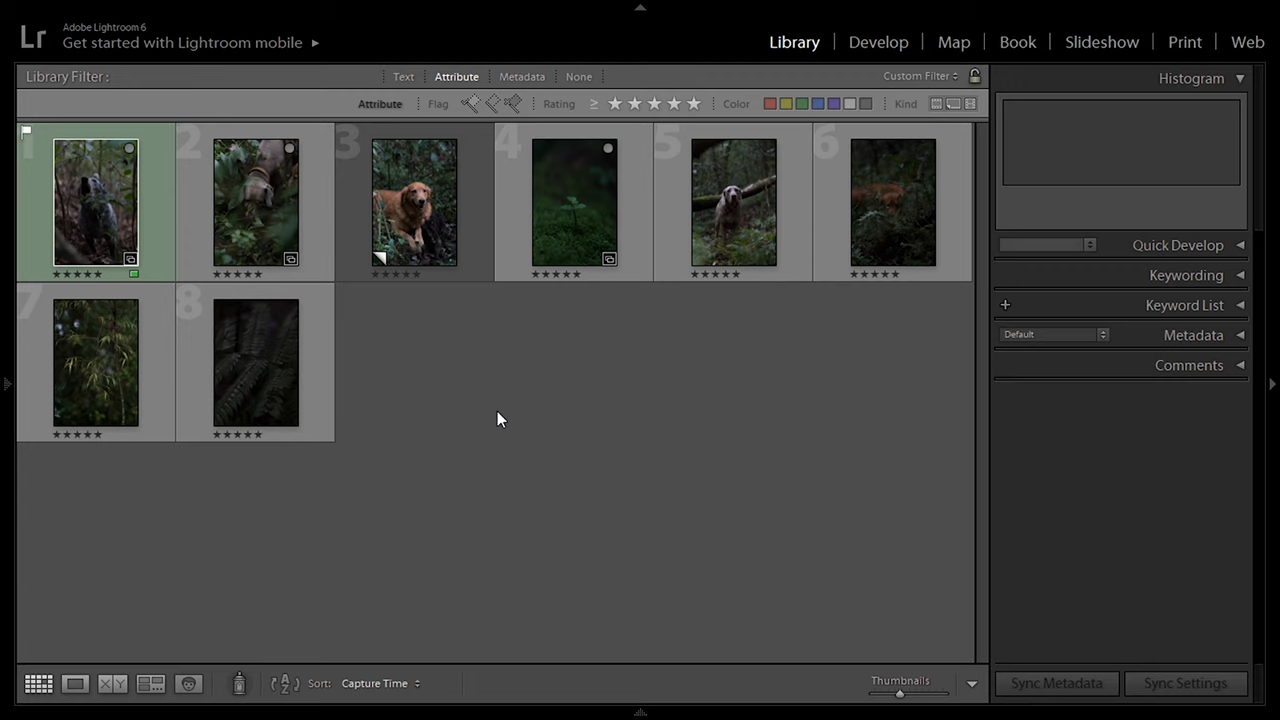 Lr
Adobe Lightroom 6
Get started with Lightroom mobile
Library Develop Map Book Slideshow Print Web
Library Filter : Text Attribute Metadata None Custom Filter
Attribute Flag Rating ≥ Color Kind
Histogram
1 2 3 4 5 6
7 8
Quick Develop
Keywording
+ Keyword List
Default Metadata
Comments
XY Sort: Capture Time Thumbnails
Sync Metadata Sync Settings